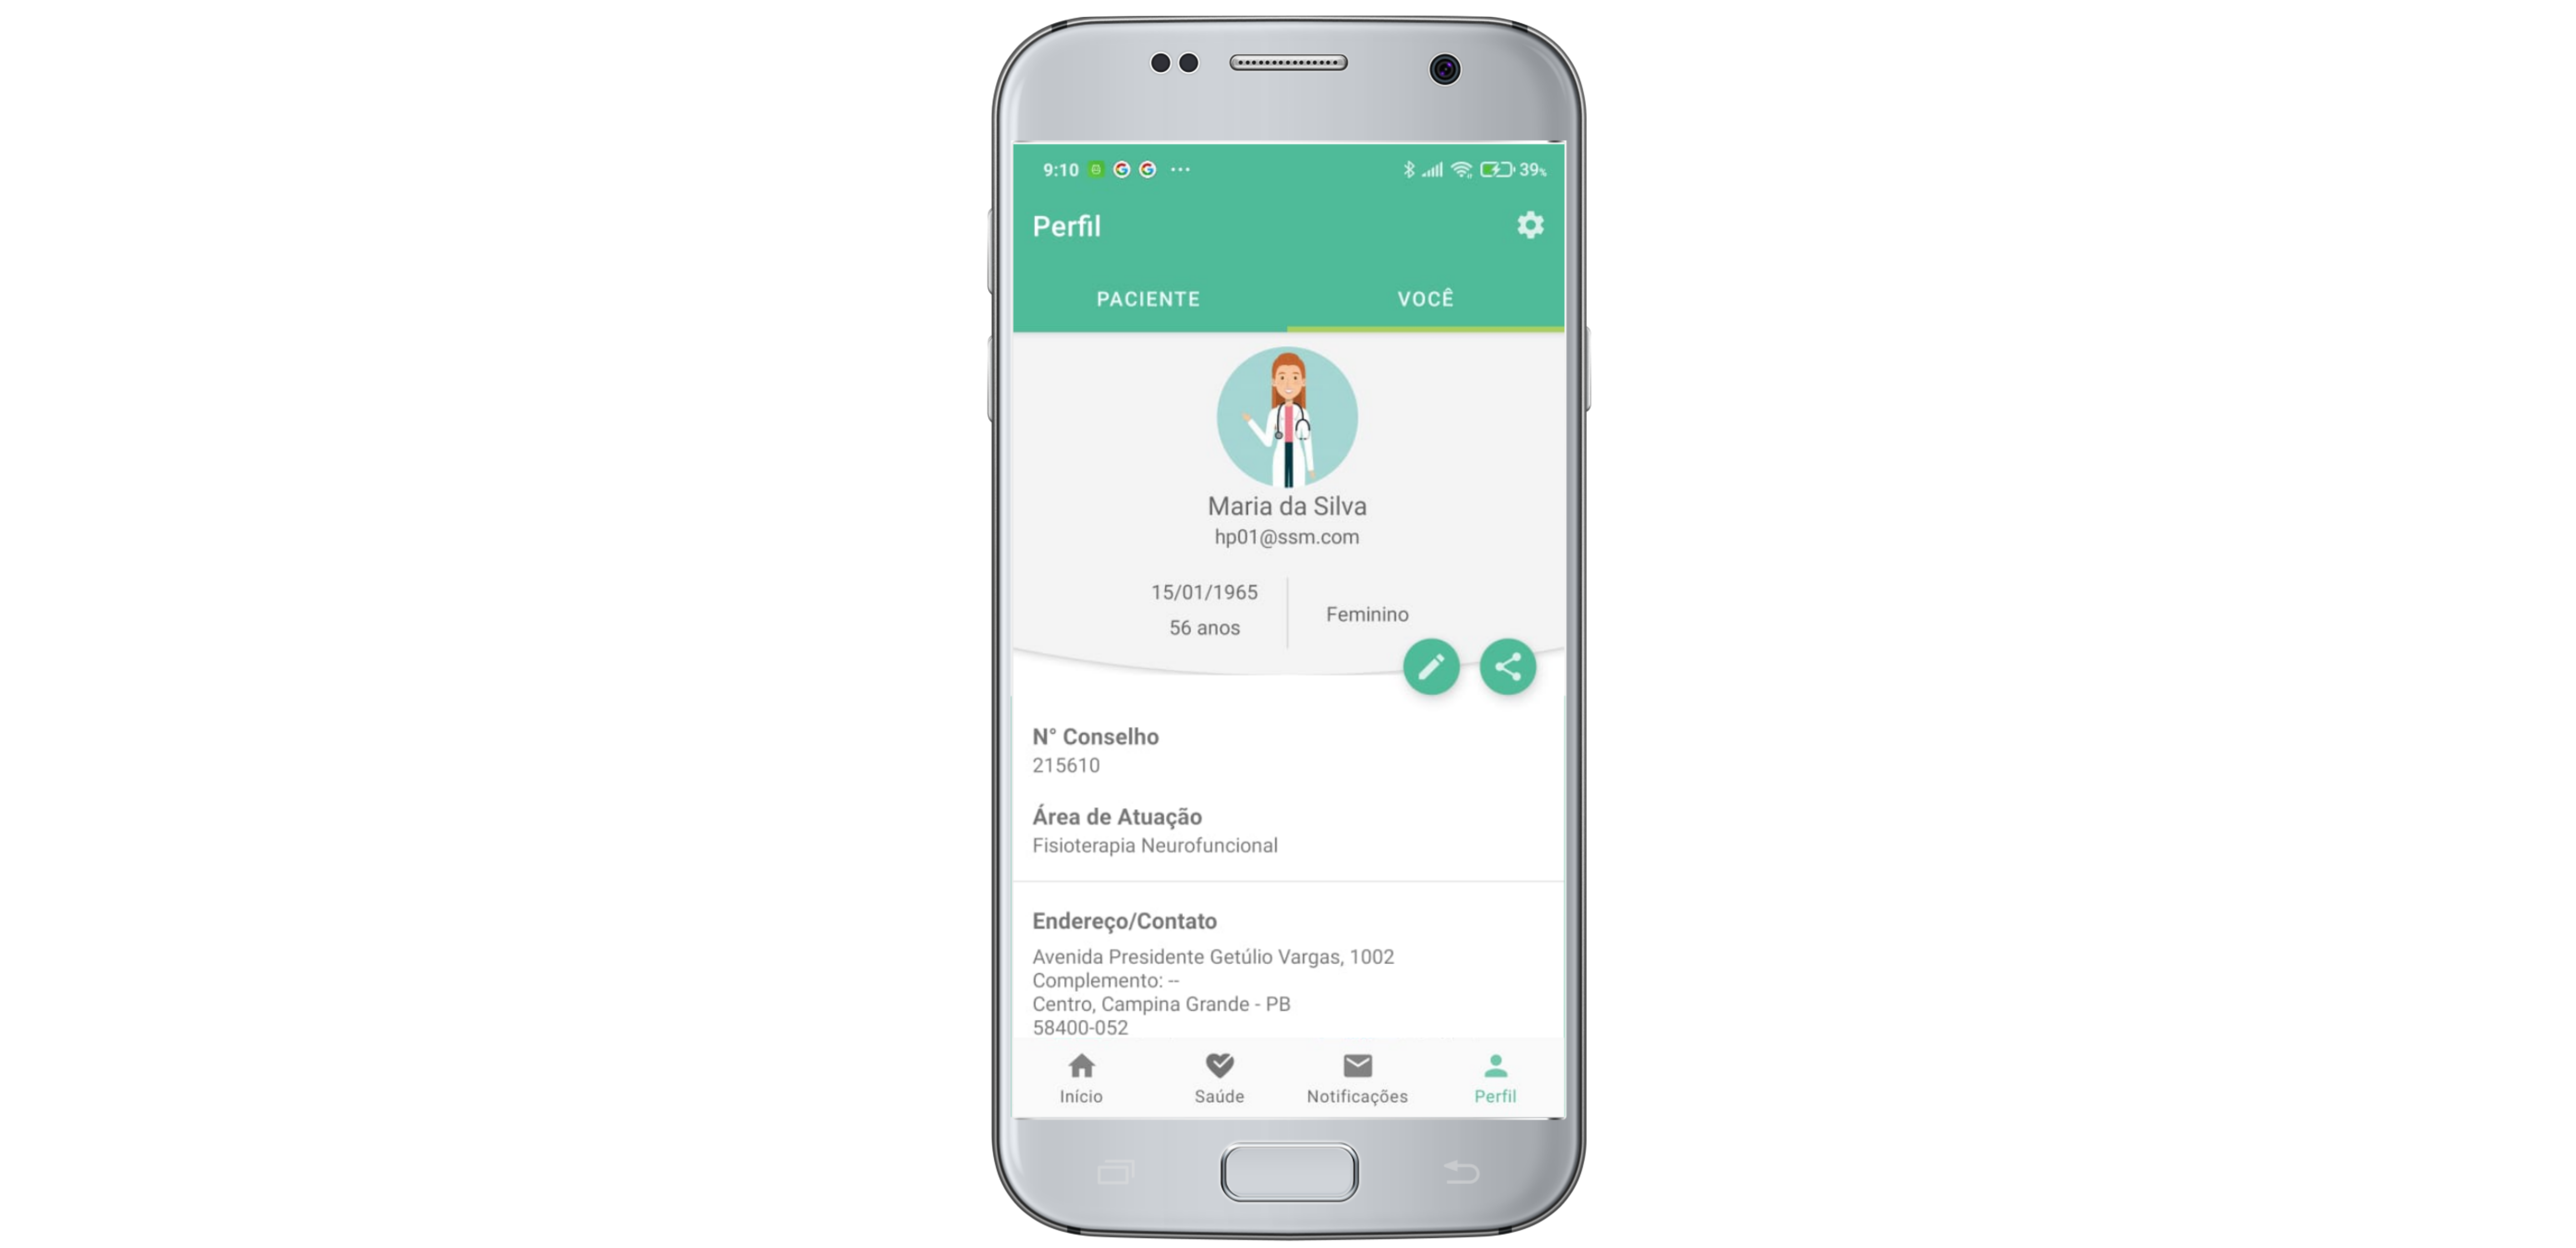 9:10 39%
Perfil
PACIENTE VOCÊ
Maria da Silva
hp01@ssm.com
15/01/1965
56 anos
Feminino
N° Conselho
215610
Área de Atuação
Fisioterapia Neurofuncional
Endereço/Contato
Avenida Presidente Getúlio Vargas, 1002
Complemento: --
Centro, Campina Grande - PB
58400-052
Início Saúde Notificações Perfil